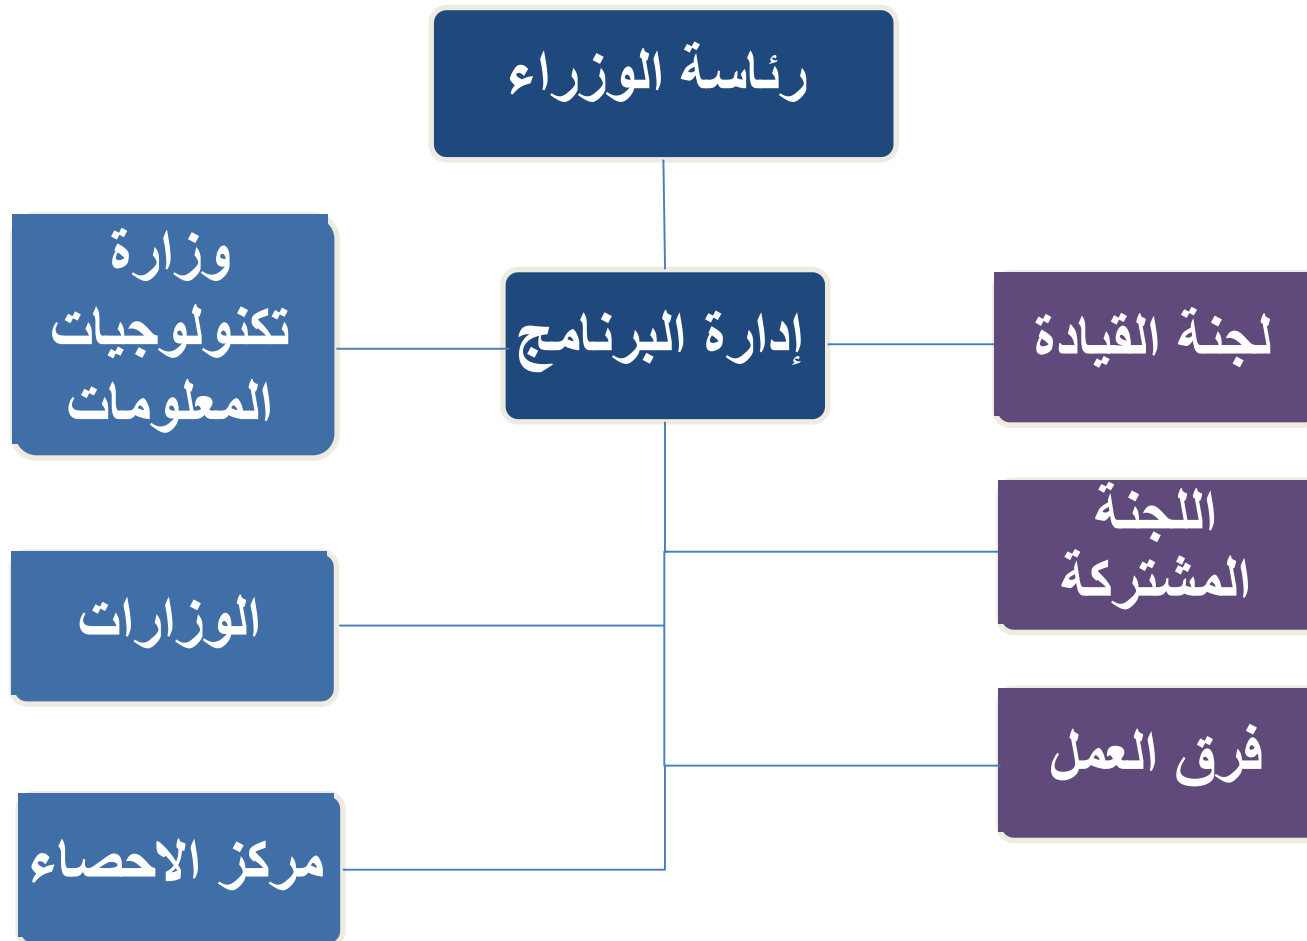 رئاسة الوزراء
إدارة البرنامج
لجنة القيادة
وزارة
تكنولوجيات
المعلومات
اللجنة
المشتركة
الوزارات
فرق العمل
مركز الاحصاء